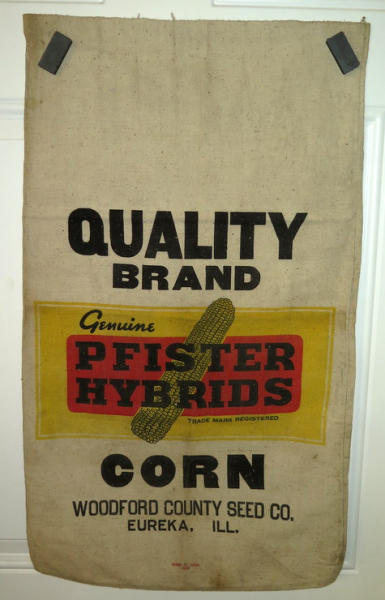 QUALITY
BRAND
Genuine
PFISTER
HYBRIDS
TRADE MARK REGISTERED
CORN
WOODFORD COUNTY SEED CO.
EUREKA, ILL.